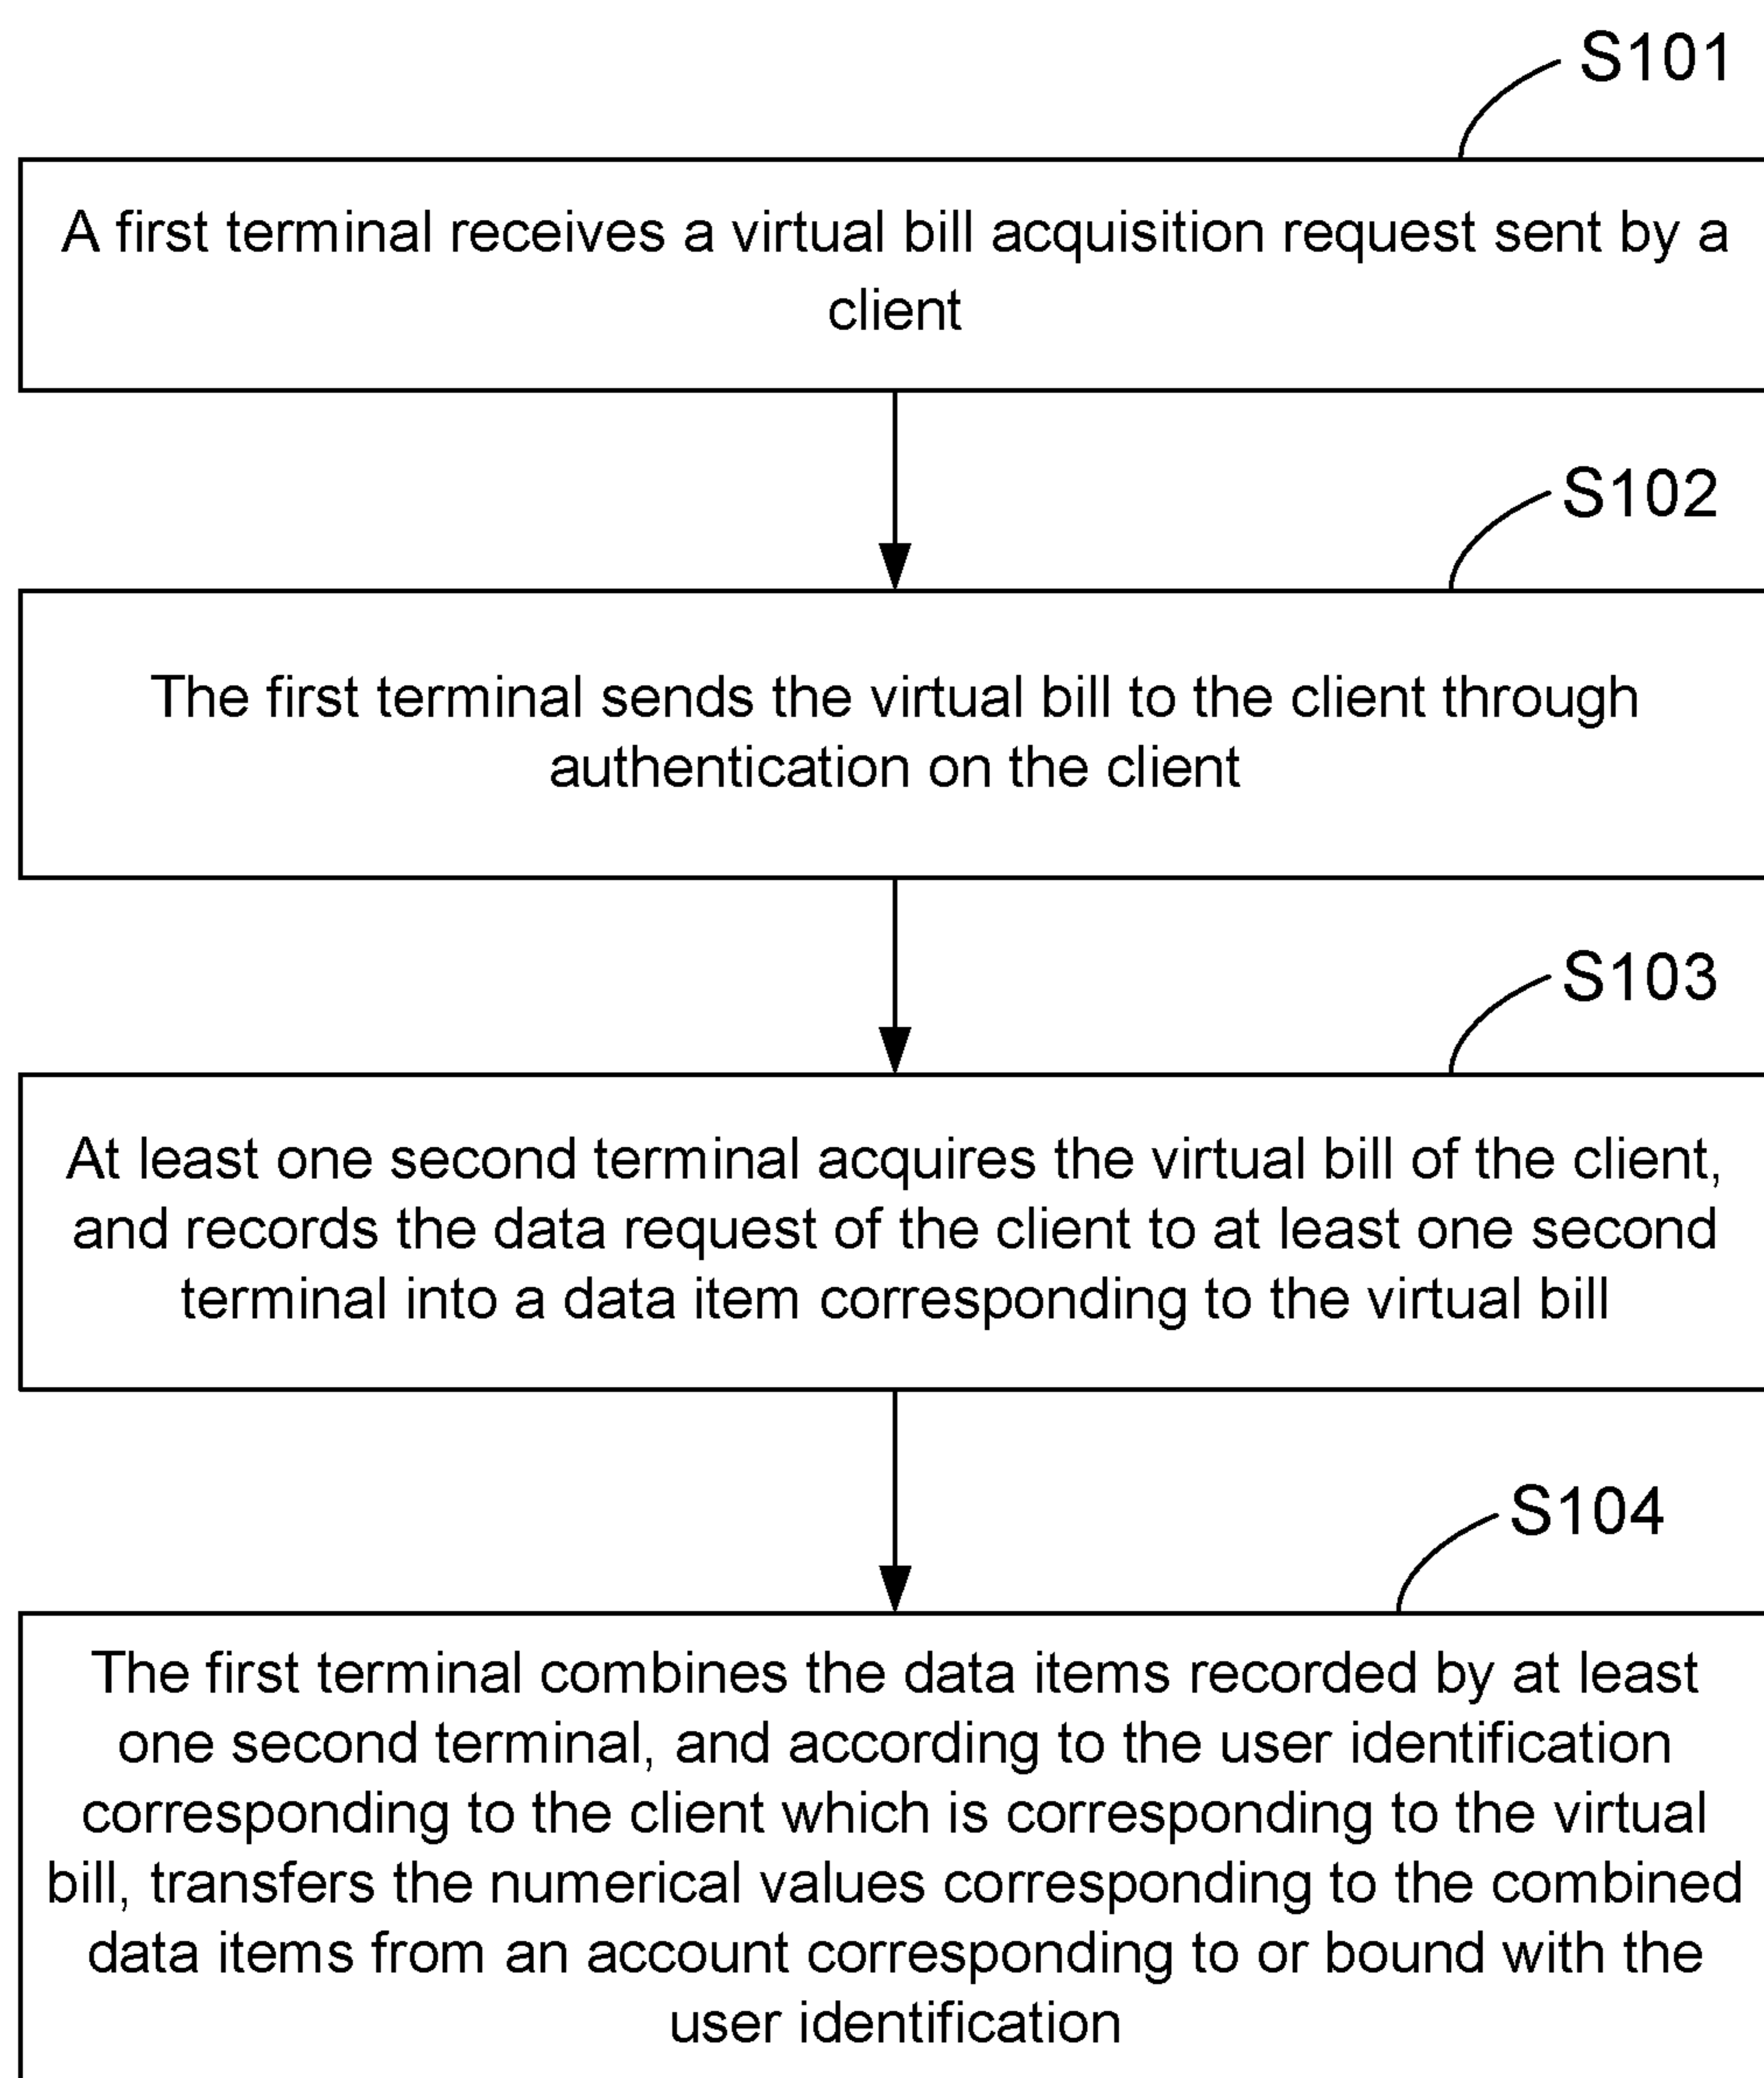 S101
A first terminal receives a virtual bill acquisition request sent by a
client
S102
The first terminal sends the virtual bill to the client through
authentication on the client
S103
At least one second terminal acquires the virtual bill of the client,
and records the data request of the client to at least one second
terminal into a data item corresponding to the virtual bill
S104
The first terminal combines the data items recorded by at least
one second terminal, and according to the user identification
corresponding to the client which is corresponding to the virtual
bill, transfers the numerical values corresponding to the combined
data items from an account corresponding to or bound with the
user identification